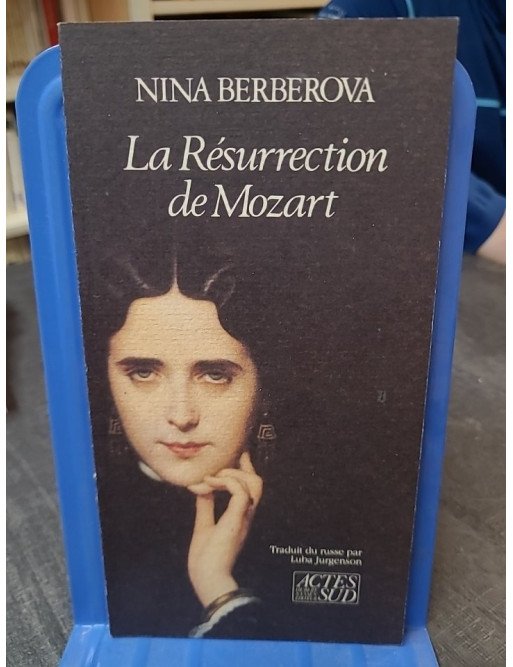 NINA BERBEROVA
La Résurrection
de Mozart
Traduit du russe par
Luba Jurgenson
ACTES
SUD